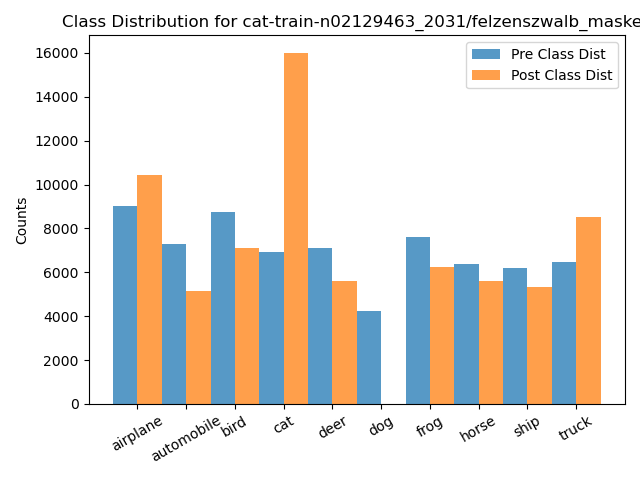 Class Distribution for cat-train-n02129463_2031/felzenszwalb_maske
Pre Class Dist
Post Class Dist
Counts
16000
14000
12000
10000
8000
6000
4000
2000
0
airplane
automobile
bird
cat
deer
dog
frog
horse
ship
truck